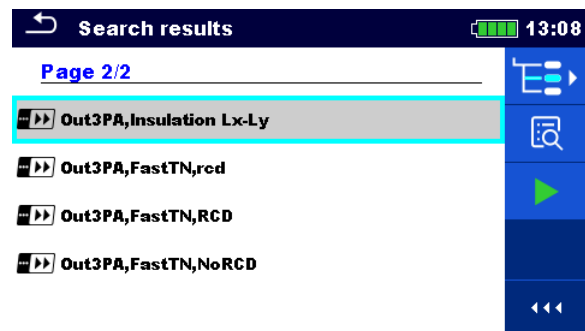 Search results
13:08
Page 2/2
Out3PA,Insulation Lx-Ly
Out3PA,FastTN,rcd
Out3PA,FastTN,RCD
Out3PA,FastTN,NoRCD